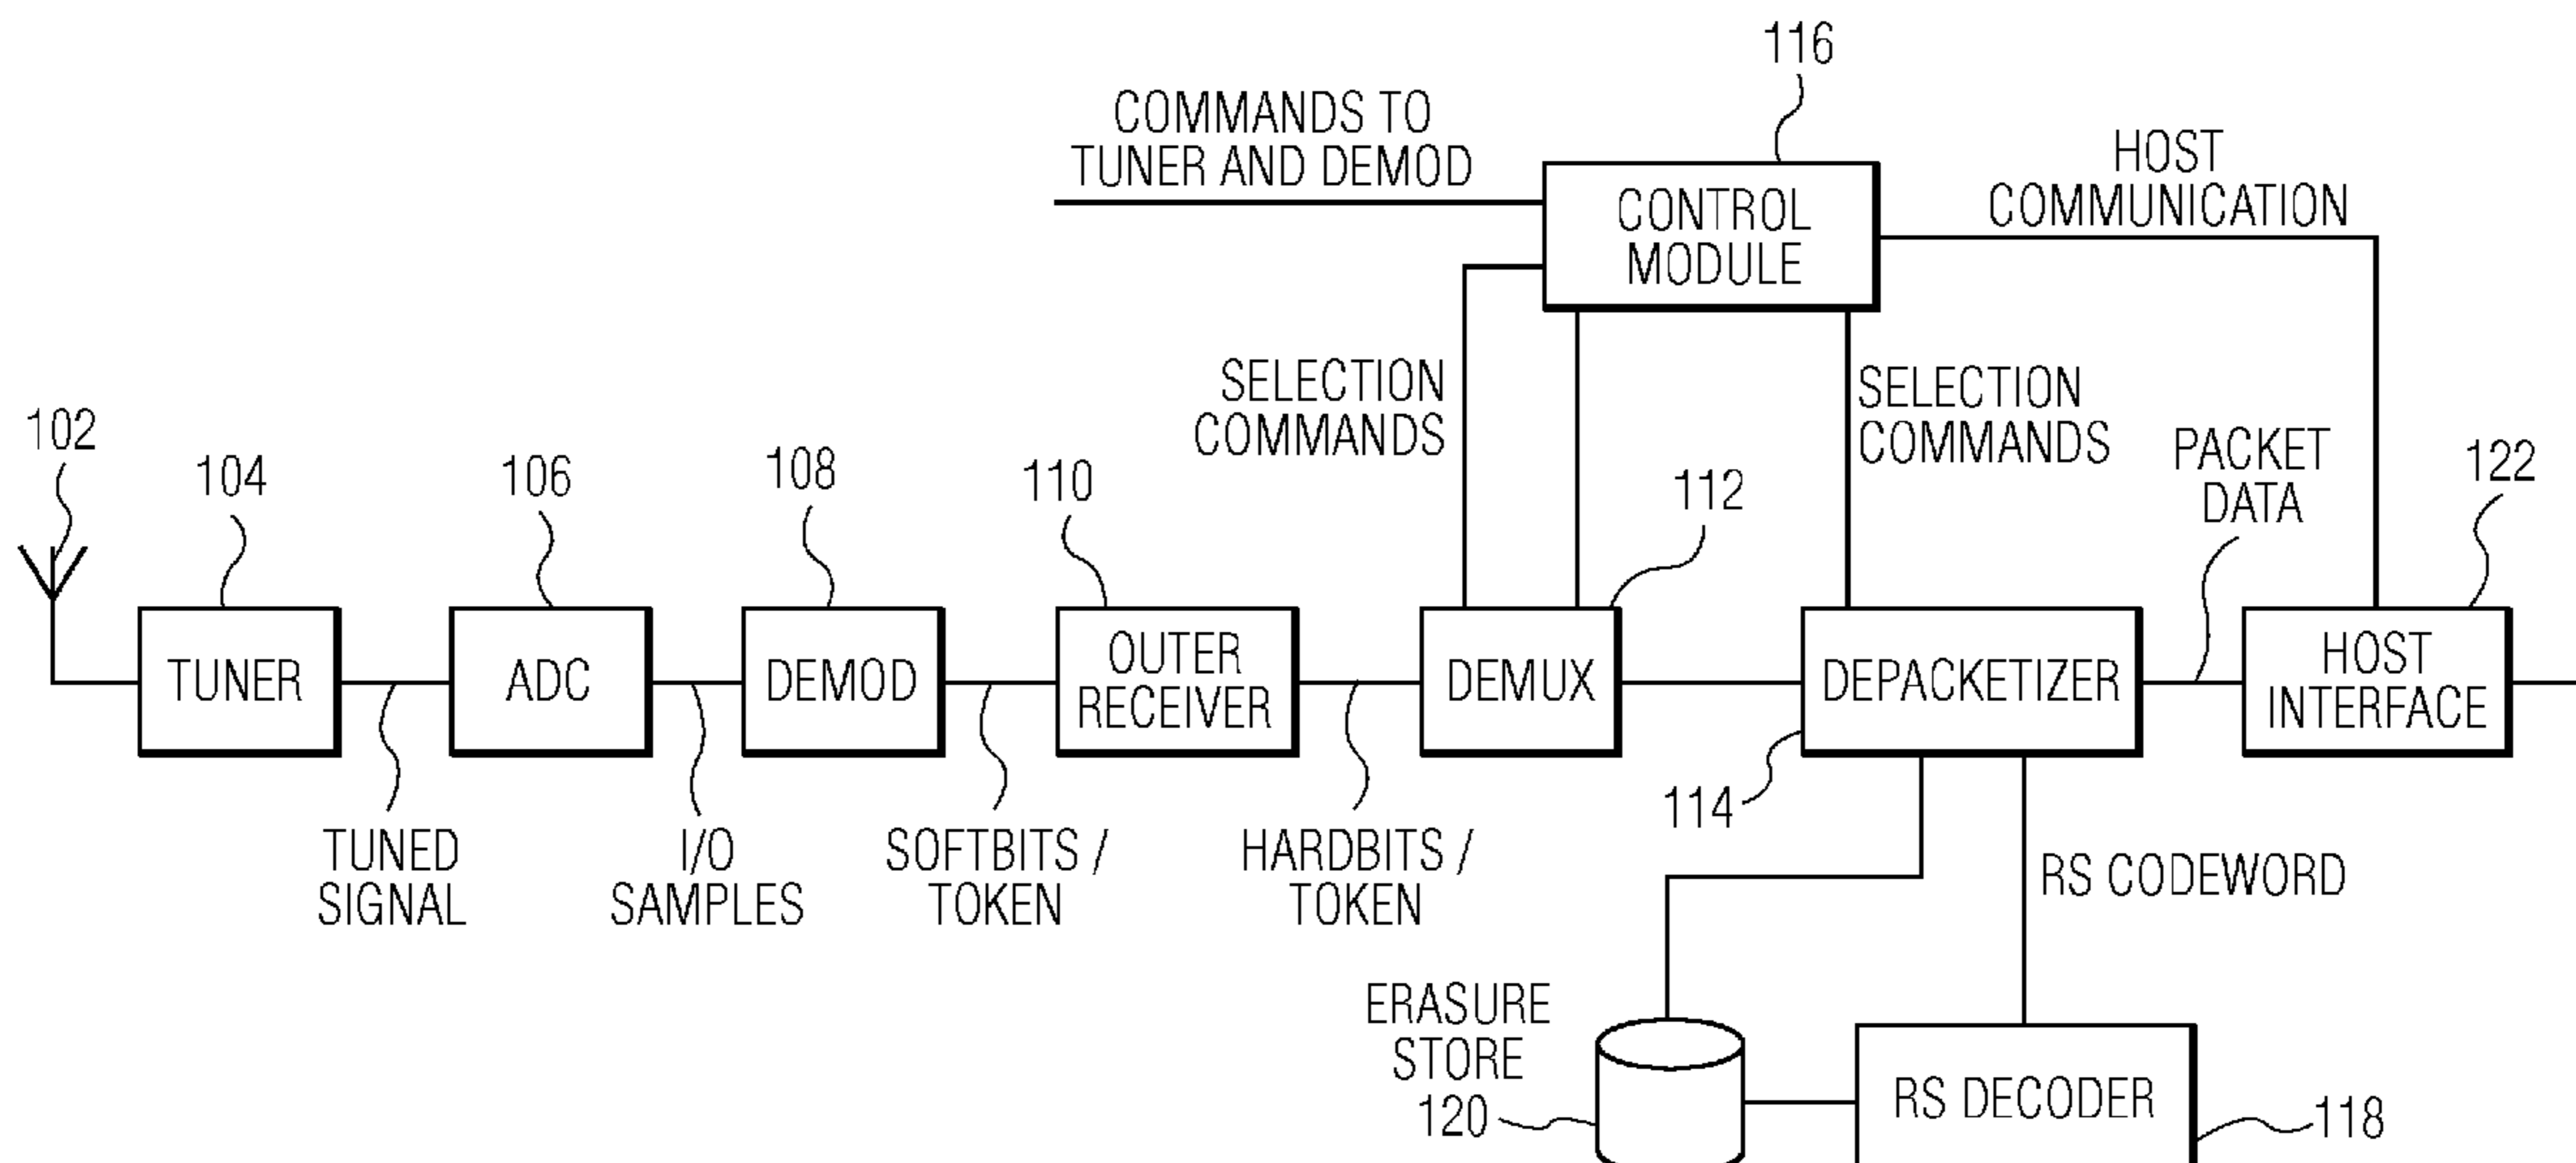 116
COMMANDS TO
TUNER AND DEMOD
HOST
COMMUNICATION
CONTROL
MODULE
SELECTION
COMMANDS
SELECTION
COMMANDS
PACKET
DATA
102
104
106
108
110
112
122
TUNER
ADC
DEMOD
OUTER
RECEIVER
DEMUX
DEPACKETIZER
HOST
INTERFACE
114
TUNED
SIGNAL
I/O
SAMPLES
SOFTBITS /
TOKEN
HARDBITS /
TOKEN
RS CODEWORD
ERASURE
STORE
120
RS DECODER
118